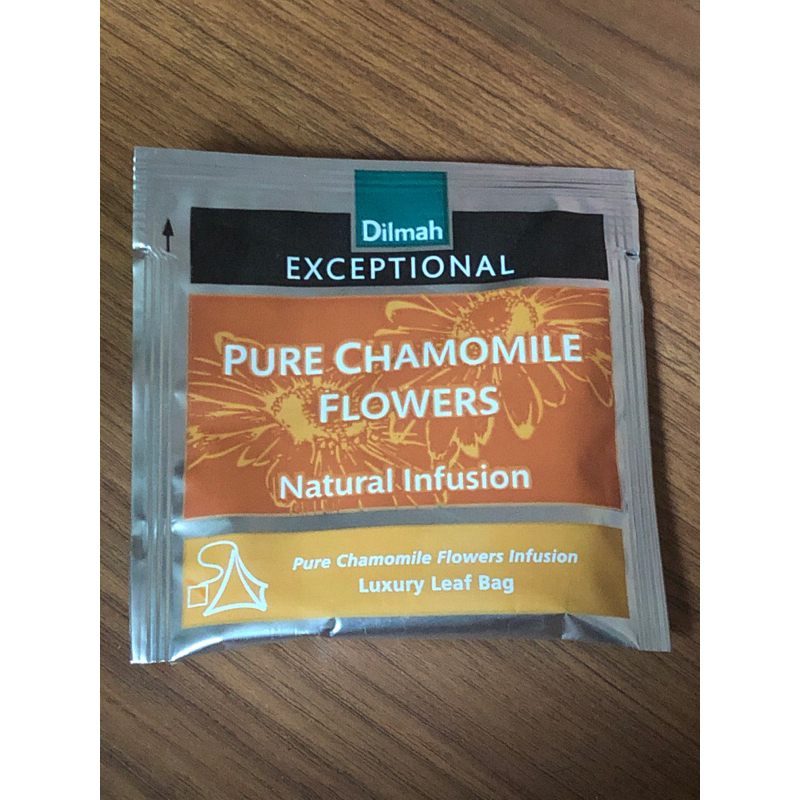 Dilmah
EXCEPTIONAL
PURE CHAMOMILE
FLOWERS
Natural Infusion
Pure Chamomile Flowers Infusion
Luxury Leaf Bag